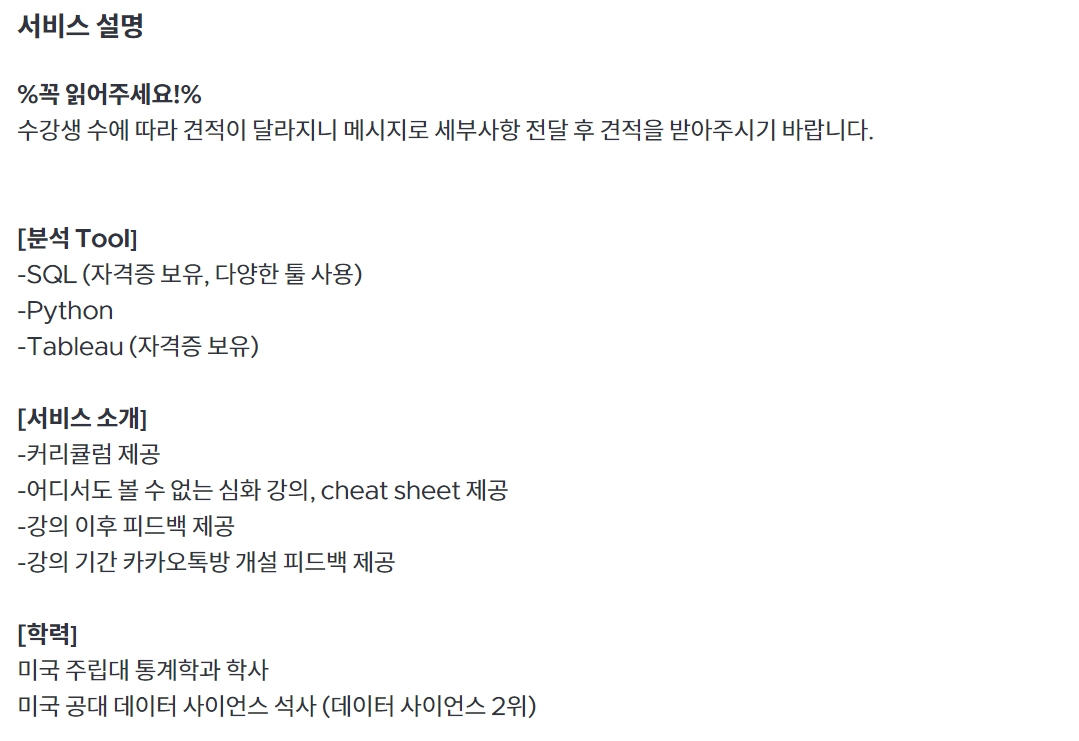 서비스 설명
%꼭 읽어주세요!%
수강생 수에 따라 견적이 달라지니 메시지로 세부사항 전달 후 견적을 받아주시기 바랍니다.
[분석 Tool]
-SQL (자격증 보유, 다양한 툴 사용)
-Python
-Tableau (자격증 보유)
[서비스 소개]
-커리큘럼 제공
-어디서도 볼 수 없는 심화 강의, cheat sheet 제공
-강의 이후 피드백 제공
-강의 기간 카카오톡방 개설 피드백 제공
[학력]
미국 주립대 통계학과 학사
미국 공대 데이터 사이언스 석사 (데이터 사이언스 2위)